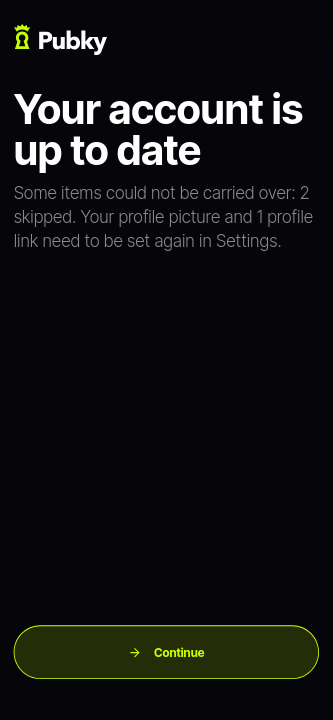 Pubky
Your account is
up to date
Some items could not be carried over: 2
skipped. Your profile picture and 1 profile
link need to be set again in Settings.
Continue